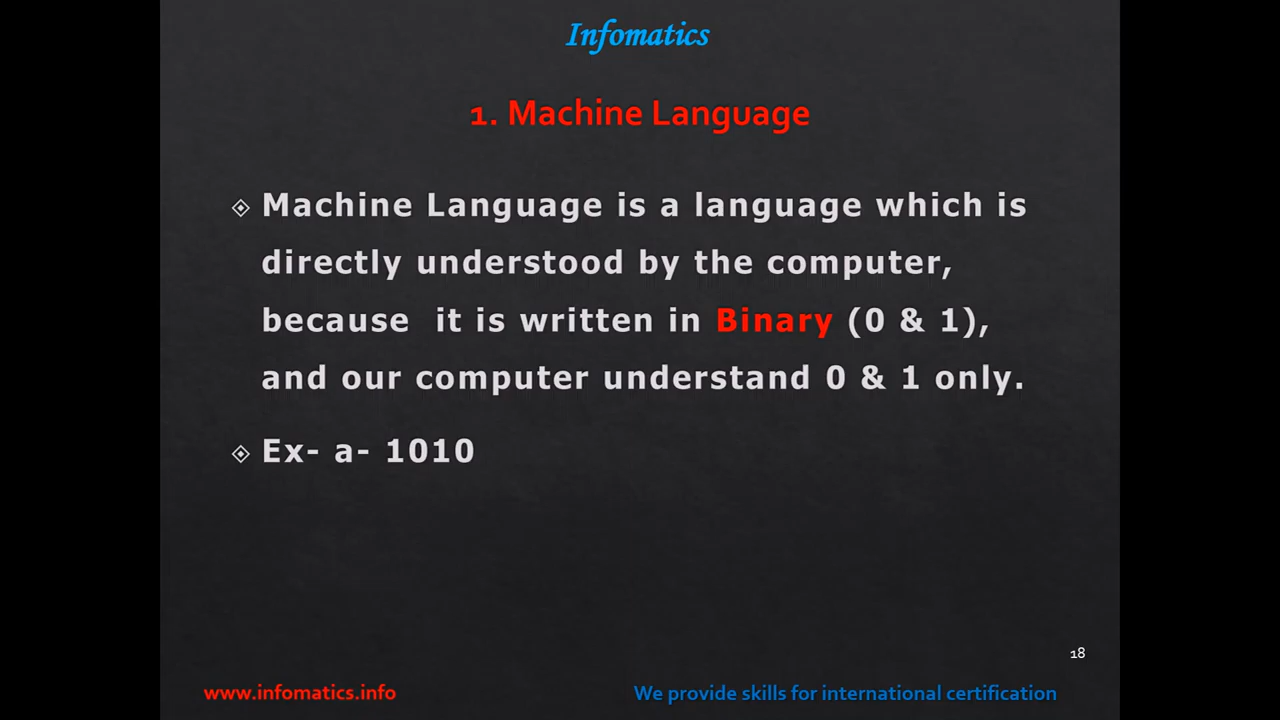 Infomatics
1. Machine Language
Machine Language is a language which is
directly understood by the computer,
because it is written in Binary (0 & 1),
and our computer understand 0 & 1 only.
Ex- a- 1010
18
www.infomatics.info
We provide skills for international certification